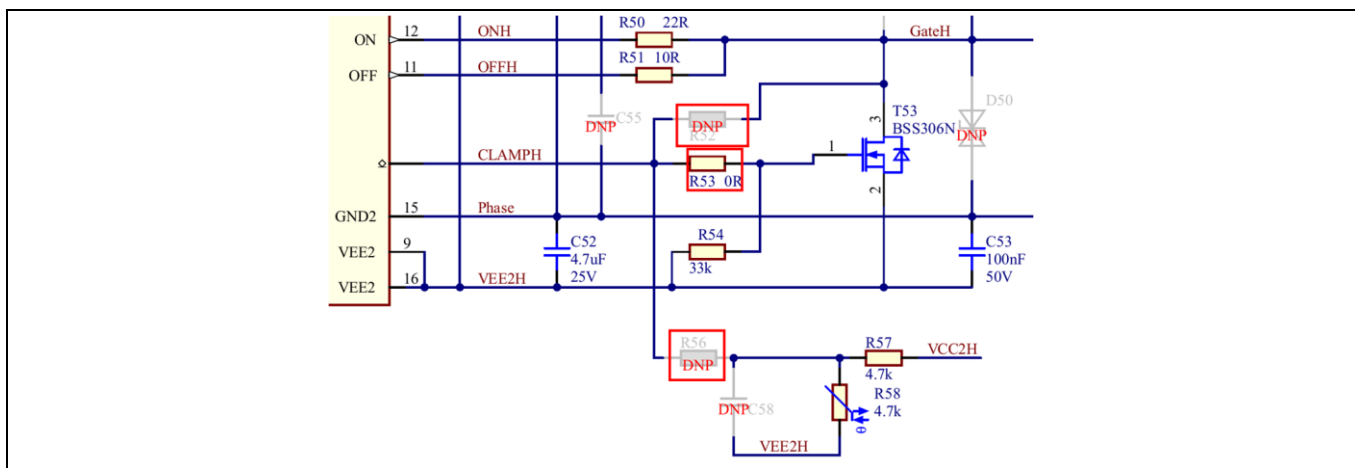 R50 22R
12 ONH GateH
ON
R51 10R
11 OFFH
OFF
D50
C55 T53
DNP DNP 3 BSS306N DNP
R52
CLAMPH 1
R53 0R
2
15 Phase
GND2
R54
C52 C53
9 4.7uF 100nF
VEE2 33k
25V 50V
16 VEE2H
VEE2
R56 R57
VCC2H
DNP
4.7k
R58
DNP C58 4.7k
θ
VEE2H